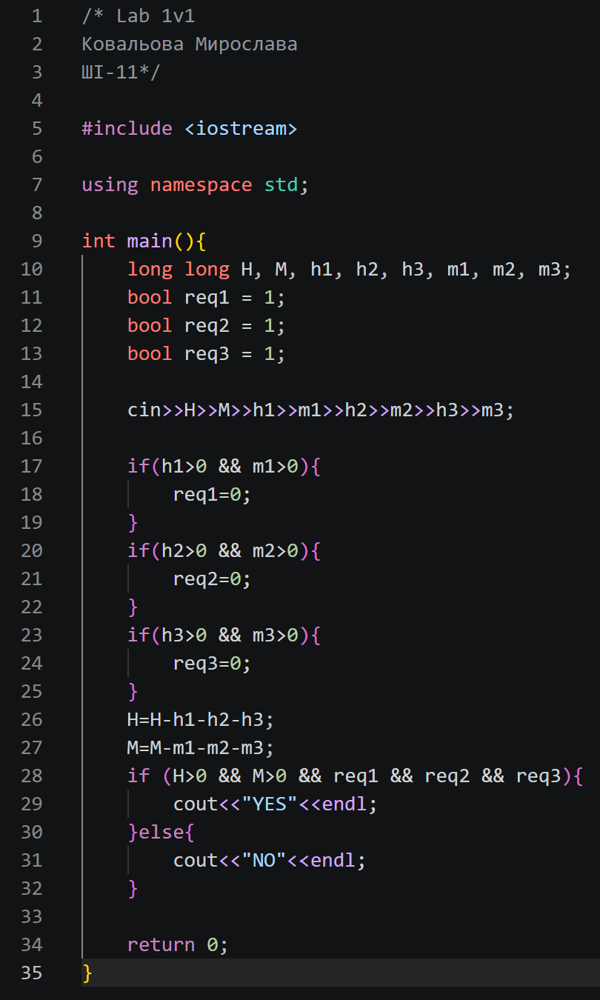 1 /* Lab 1v1
2 Ковальова Мирослава
3 ШІ-11*/
4
5 #include <iostream>
6
7 using namespace std;
8
9 int main(){
10     long long H, M, h1, h2, h3, m1, m2, m3;
11     bool req1 = 1;
12     bool req2 = 1;
13     bool req3 = 1;
14
15     cin>>H>>M>>h1>>m1>>h2>>m2>>h3>>m3;
16
17     if(h1>0 && m1>0){
18         req1=0;
19     }
20     if(h2>0 && m2>0){
21         req2=0;
22     }
23     if(h3>0 && m3>0){
24         req3=0;
25     }
26     H=H-h1-h2-h3;
27     M=M-m1-m2-m3;
28     if (H>0 && M>0 && req1 && req2 && req3){
29         cout<<"YES"<<endl;
30     }else{
31         cout<<"NO"<<endl;
32     }
33
34     return 0;
35 }